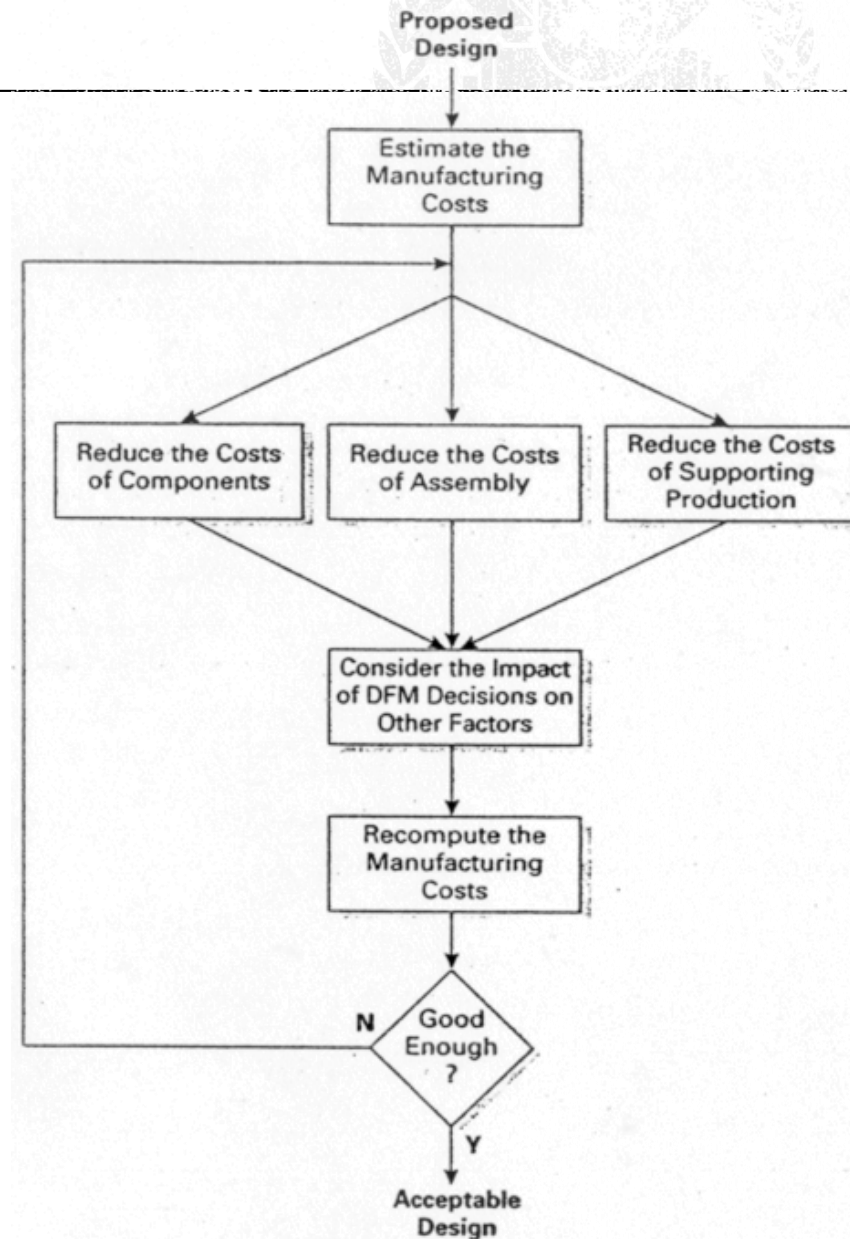 Proposed
Design
Estimate the
Manufacturing
Costs
Reduce the Costs
of Components
Reduce the Costs
of Assembly
Reduce the Costs
of Supporting
Production
Consider the Impact
of DFM Decisions on
Other Factors
Recompute the
Manufacturing
Costs
N
Good
Enough
?
Y
Acceptable
Design